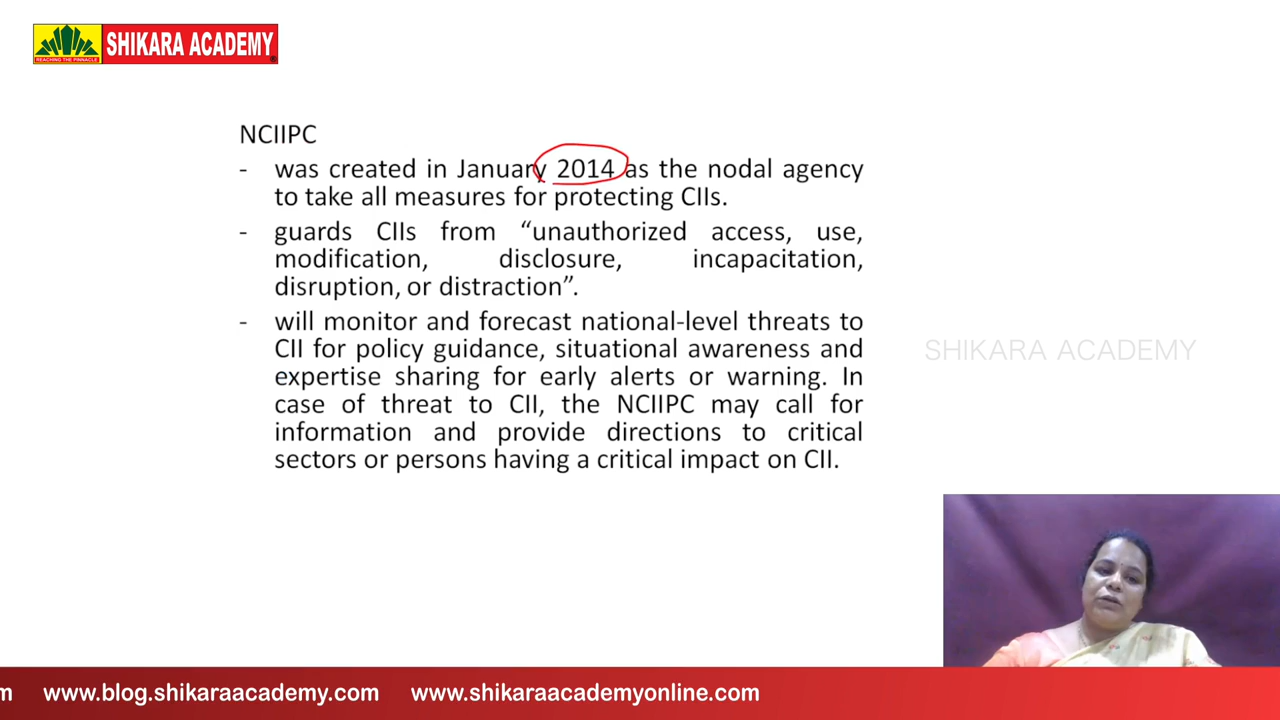 SHIKARA ACADEMY
REACHING THE PINNACLE
NCIIPC
- was created in January 2014 as the nodal agency
to take all measures for protecting CIIs.
- guards CIIs from “unauthorized access, use,
modification, disclosure, incapacitation,
disruption, or distraction”.
- will monitor and forecast national-level threats to
CII for policy guidance, situational awareness and
expertise sharing for early alerts or warning. In
case of threat to CII, the NCIIPC may call for
information and provide directions to critical
sectors or persons having a critical impact on CII.
SHIKARA ACADEMY
m www.blog.shikaraacademy.com www.shikaraacademyonline.com